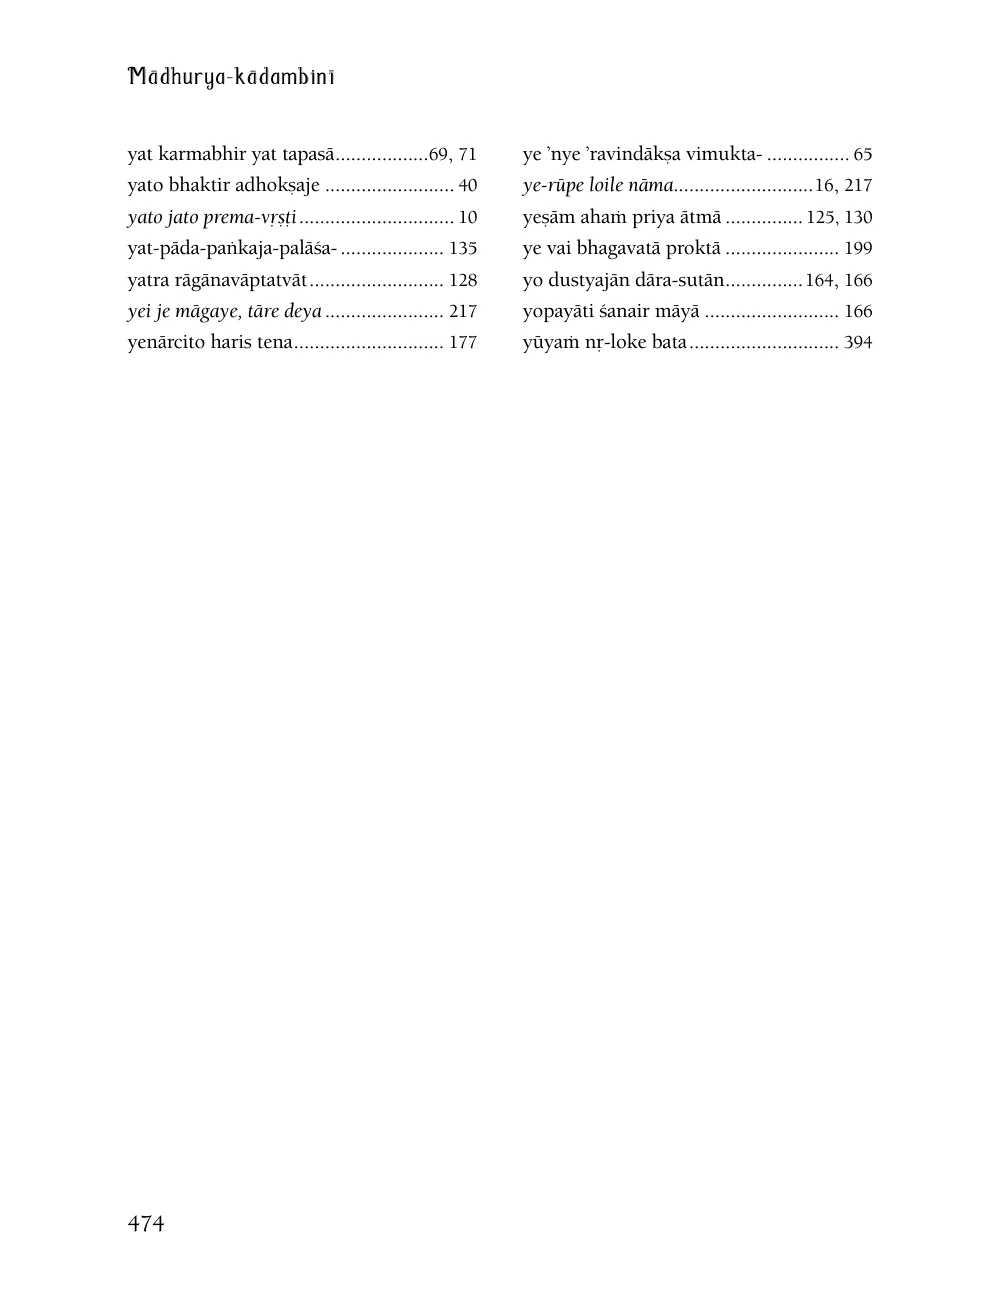 Mādhurya-kādambinī
yat karmabhir yat tapasā..................69, 71
yato bhaktir adhokṣaje ......................... 40
yato jato prema-vṛṣṭi .............................. 10
yat-pāda-paṅkaja-palāśa- .................... 135
yatra rāgānavāptatvāt.......................... 128
yei je māgaye, tāre deya ....................... 217
yenārcito haris tena............................. 177
ye ’nye ’ravindākṣa vimukta- ................ 65
ye-rūpe loile nāma...........................16, 217
yeṣām ahaṁ priya ātmā ............... 125, 130
ye vai bhagavatā proktā ...................... 199
yo dustyajān dāra-sutān...............164, 166
yopayāti śanair māyā .......................... 166
yūyaṁ nṛ-loke bata............................. 394
474